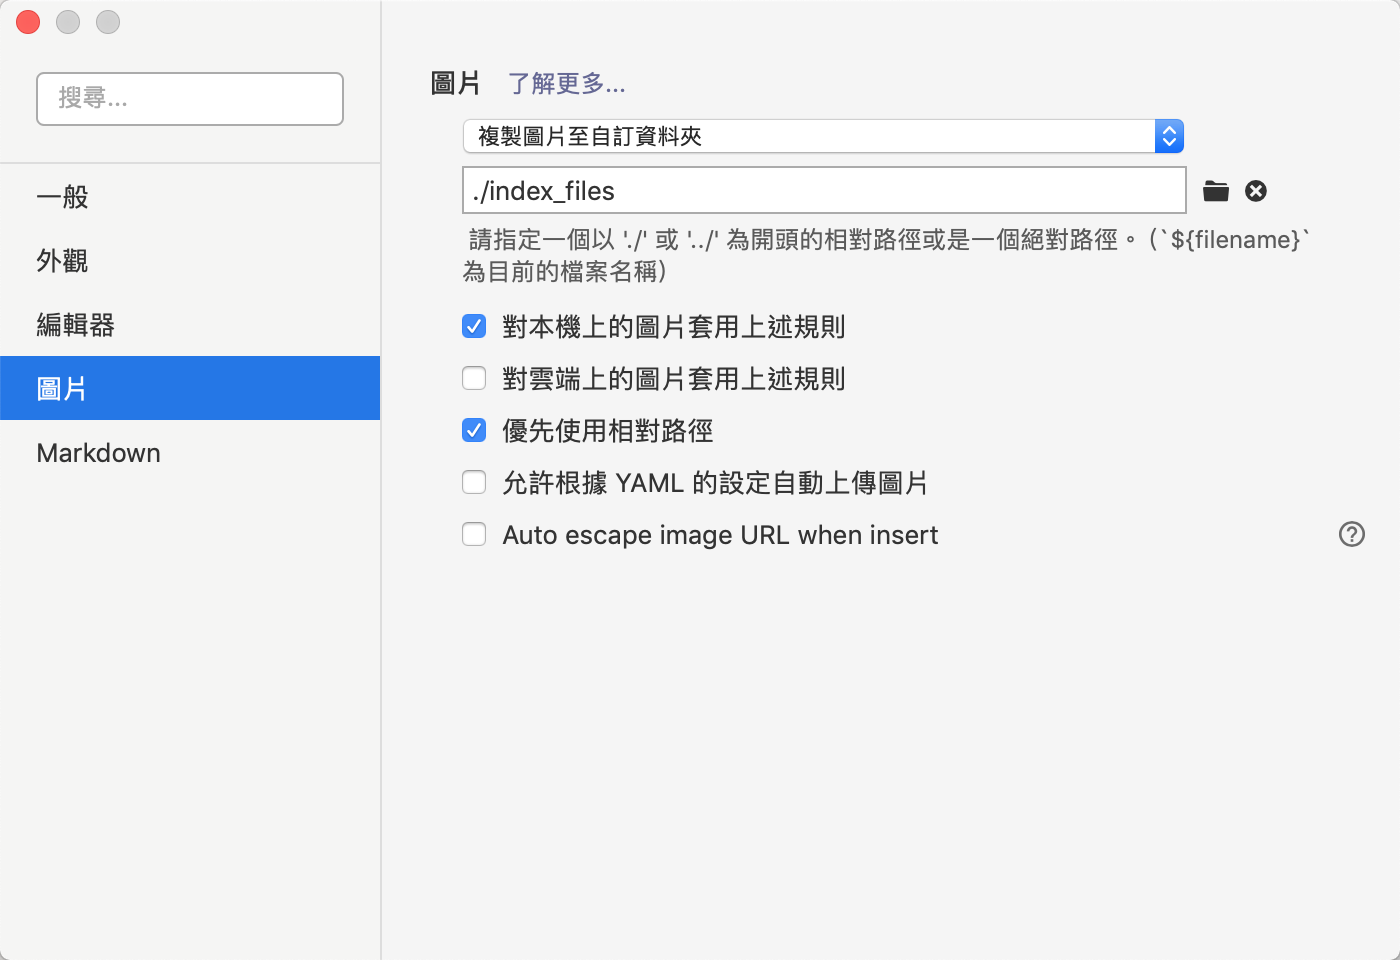 搜尋...
一般
外觀
編輯器
圖片
Markdown
圖片 了解更多...
複製圖片至自訂資料夾
./index_files
請指定一個以 './' 或 '../' 為開頭的相對路徑或是一個絕對路徑。 (`${filename}`
為目前的檔案名稱)
對本機上的圖片套用上述規則
對雲端上的圖片套用上述規則
優先使用相對路徑
允許根據 YAML 的設定自動上傳圖片
Auto escape image URL when insert